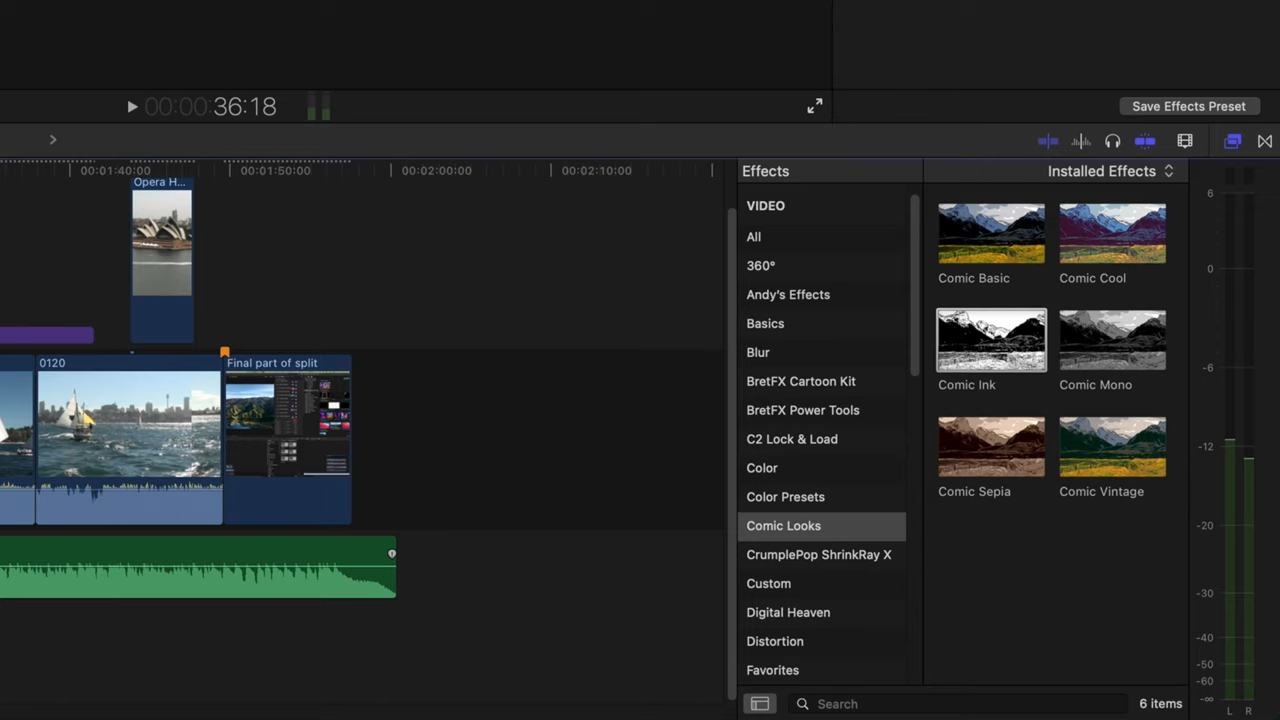 00:00:36:18
Save Effects Preset
00:01:40:00
00:01:50:00
00:02:00:00
00:02:10:00
Opera H...
0120
Final part of split
Effects
Installed Effects
VIDEO
All
360°
Andy's Effects
Basics
Blur
BretFX Cartoon Kit
BretFX Power Tools
C2 Lock & Load
Color
Color Presets
Comic Looks
CrumplePop ShrinkRay X
Custom
Digital Heaven
Distortion
Favorites
Comic Basic
Comic Cool
Comic Ink
Comic Mono
Comic Sepia
Comic Vintage
Search
6 items
6
0
-6
-12
-20
-30
-40
-50
-60
-∞
L R